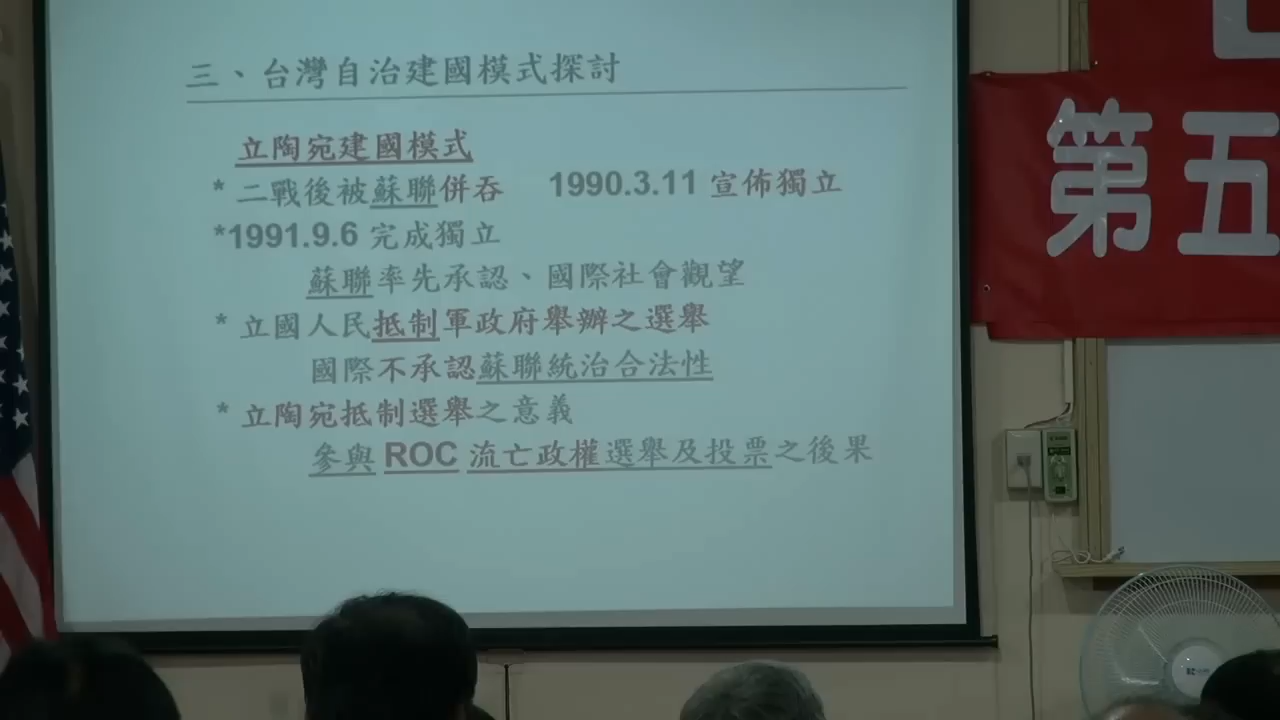 三、台灣自治建國模式探討
立陶宛建國模式
* 二戰後被蘇聯併吞 1990.3.11 宣佈獨立
*1991.9.6 完成獨立
蘇聯率先承認、國際社會觀望
* 立國人民抵制軍政府舉辦之選舉
國際不承認蘇聯統治合法性
* 立陶宛抵制選舉之意義
參與 ROC 流亡政權選舉及投票之後果
第五